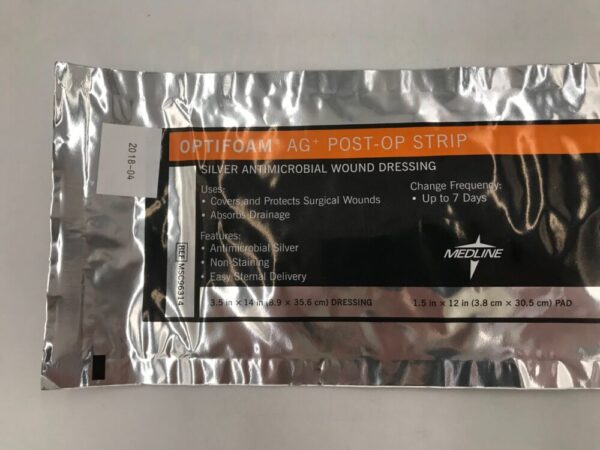 2018-04
OPTIFOAM® AG+ POST-OP STRIP
SILVER ANTIMICROBIAL WOUND DRESSING
Uses:
• Covers and Protects Surgical Wounds
• Absorbs Drainage
Features:
• Antimicrobial Silver
• Non-Staining
• Easy Sternal Delivery
Change Frequency:
• Up to 7 Days
MEDLINE
REF MSC96314
3.5 in × 14 in (8.9 × 35.6 cm) DRESSING
1.5 in × 12 in (3.8 cm × 30.5 cm) PAD